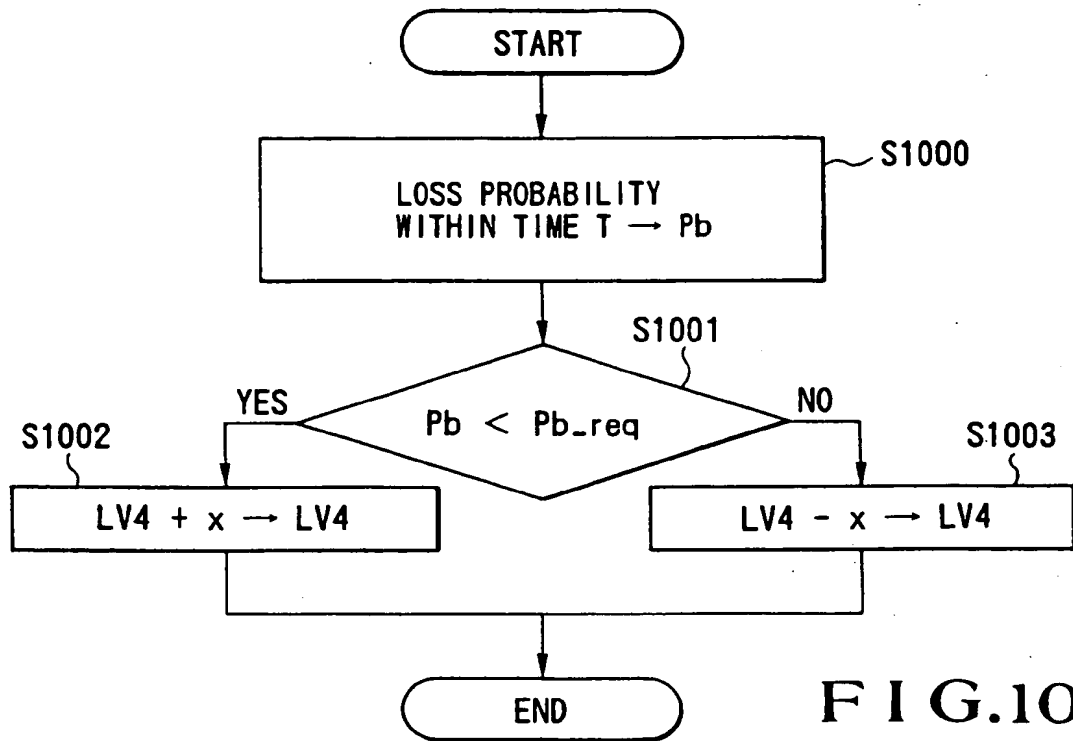 START
S1000
LOSS PROBABILITY
WITHIN TIME T → Pb
S1001
YES
Pb < Pb_req
NO
S1002
S1003
LV4 + x → LV4
LV4 - x → LV4
END
FIG.10